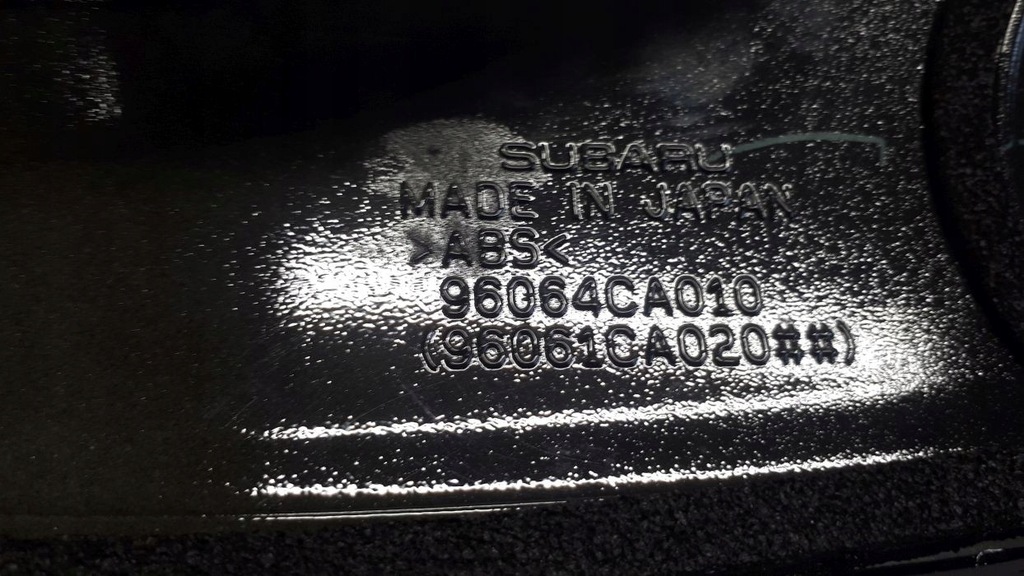 SUBARU
MADE IN JAPAN
>ABS<
96064CA010
(96061CA020##)